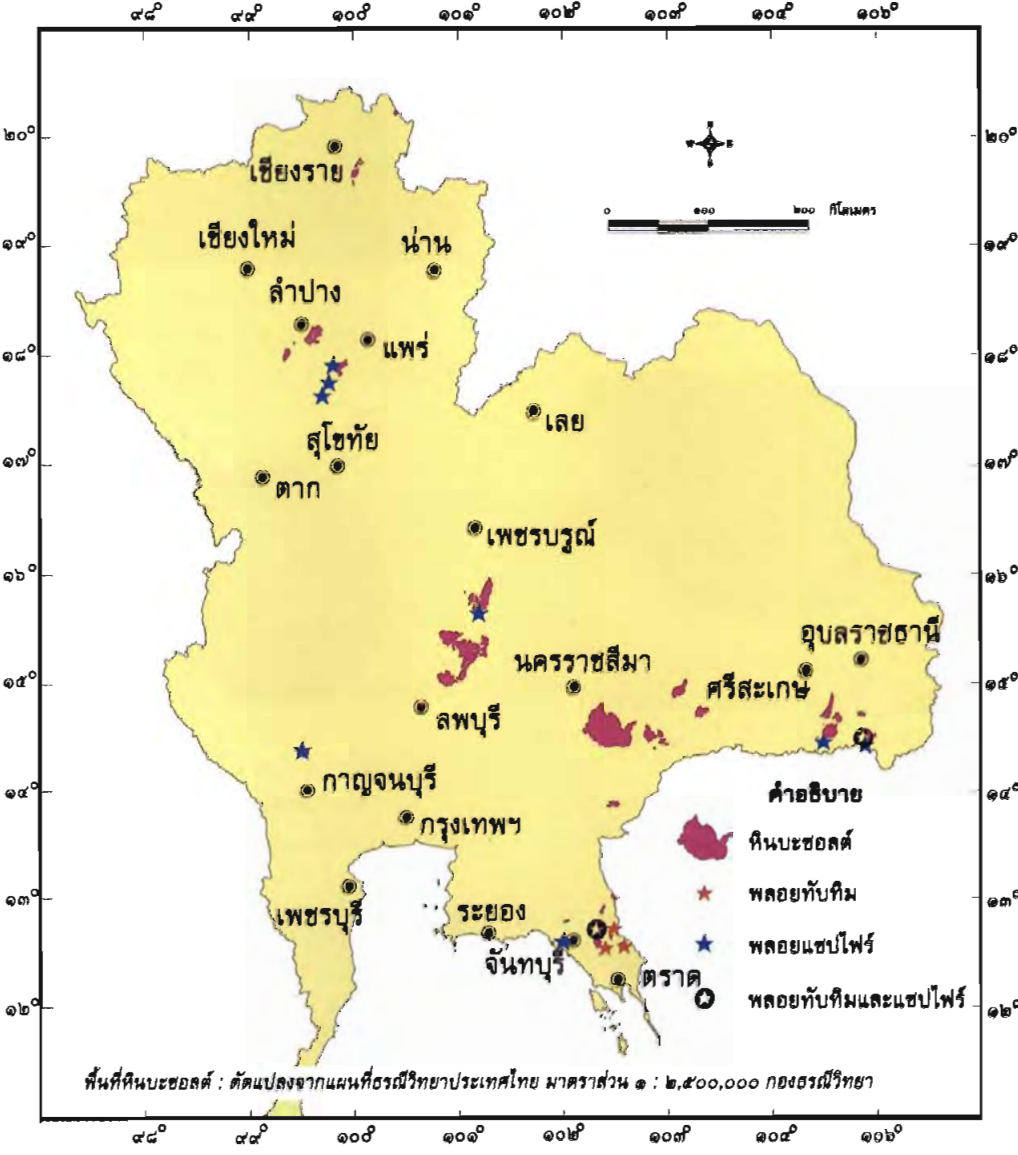 ๙๘° ๙๙° ๑๐๐° ๑๐๑° ๑๐๒° ๑๐๓° ๑๐๔° ๑๐๖°
๒๐° ๒๐°
เชียงราย
N
W E
S
๐ ๑๐๐ ๒๐๐ กิโลเมตร
๑๙° ๑๙°
เชียงใหม่ น่าน
ลำปาง
๑๘° ๑๘°
แพร่
เลย
สุโขทัย
๑๗° ๑๗°
ตาก
เพชรบรูณ์
๑๖° ๑๖°
อุบลราชธานี
นครราชสีมา
๑๕° ศรีสะเกษ ๑๕°
ลพบุรี
กาญจนบุรี
๑๔° ๑๔°
คำอธิบาย
กรุงเทพฯ
หินบะซอลต์
พลอยทับทิม
๑๓° ๑๓°
เพชรบุรี ระยอง
พลอยแซปไฟร์
จันทบุรี ตราด
พลอยทับทิมและแซปไฟร์
๑๒° ๑๒°
พื้นที่หินบะซอลต์ : ดัดแปลงจากแผนที่ธรณีวิทยาประเทศไทย มาตราส่วน ๑ : ๒,๕๐๐,๐๐๐ กองธรณีวิทยา
๙๘° ๙๙° ๑๐๐° ๑๐๑° ๑๐๒° ๑๐๓° ๑๐๔° ๑๐๖°